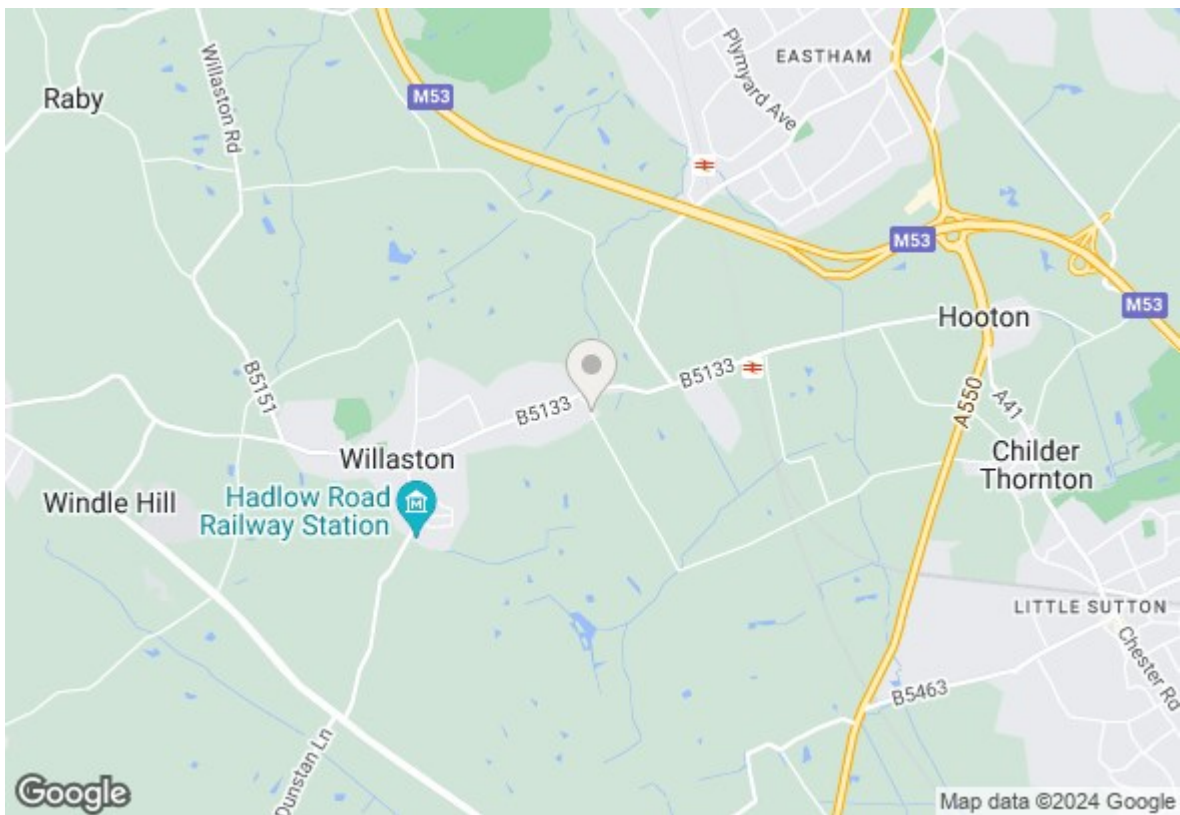 EASTHAM
Plymyard Ave
Raby
M53
Willaston Rd
M53
M53
Hooton
B5151
B5133
B5133
A550
A41
Willaston
Childer
Thornton
Windle Hill
Hadlow Road
Railway Station
LITTLE SUTTON
Chester Rd
B5463
Dunstan Ln
Google
Map data ©2024 Google